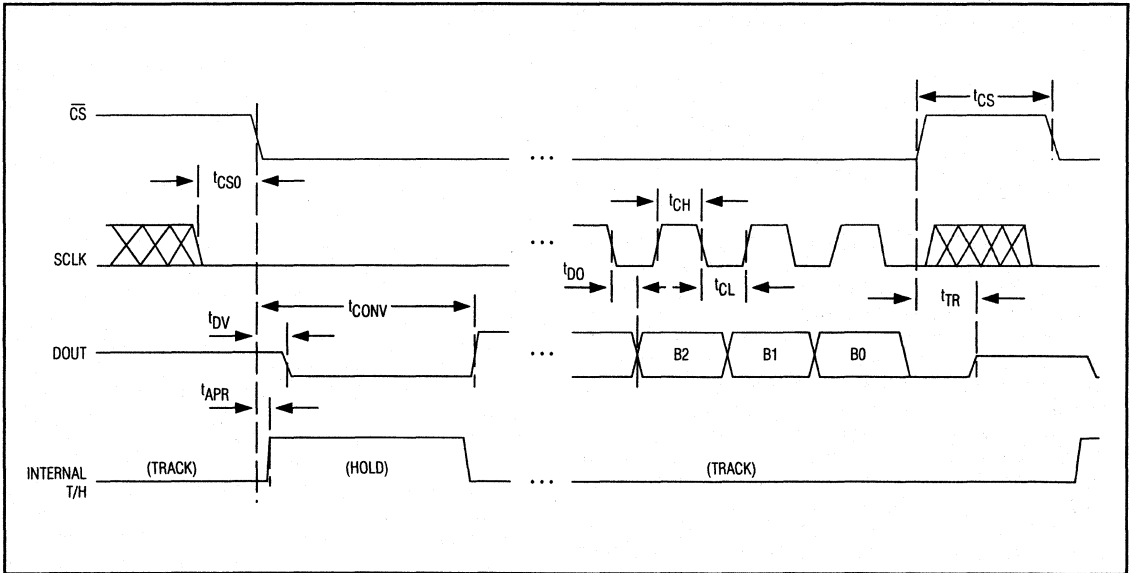 tCS
CS
...
tCS0
tCH
...
SCLK
tDO
tCL
tTR
tCONV
tDV
DOUT
...
B2
B1
B0
tAPR
INTERNAL
T/H
(TRACK)
(HOLD)
...
(TRACK)